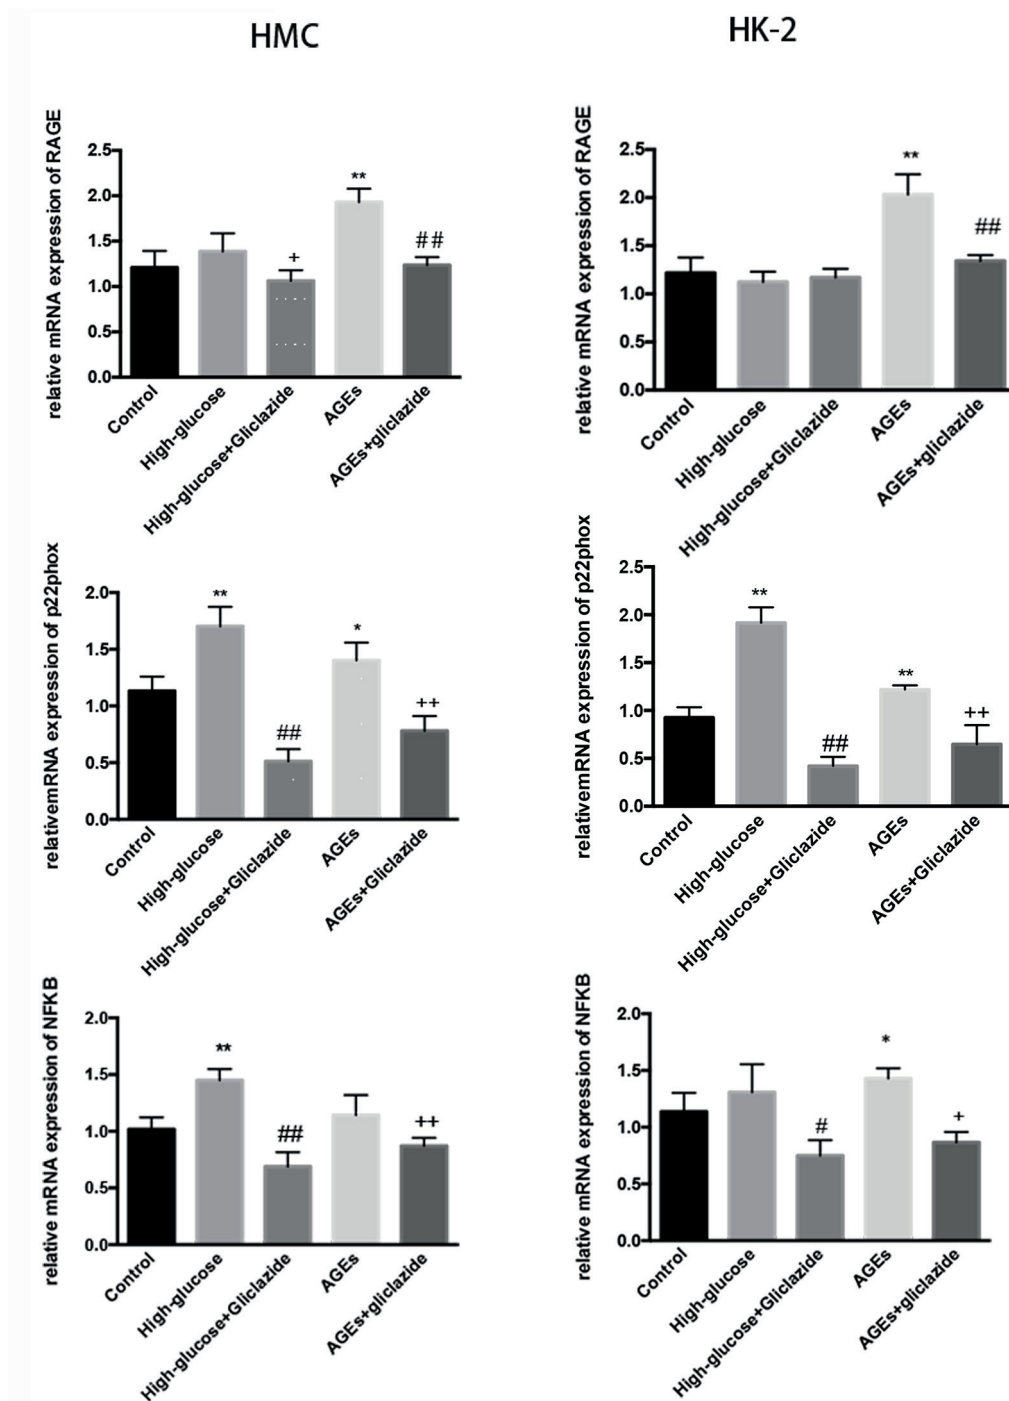 HMC
HK-2
relative mRNA expression of RAGE
2.5
2.0
1.5
1.0
0.5
0.0
+
**
##
Control
High-glucose
High-glucose+Gliclazide
AGEs
AGEs+gliclazide
relative mRNA expression of RAGE
2.5
2.0
1.5
1.0
0.5
0.0
**
##
Control
High-glucose
High-glucose+Gliclazide
AGEs
AGEs+gliclazide
relativemRNA expression of p22phox
2.0
1.5
1.0
0.5
0.0
**
##
*
++
Control
High-glucose
High-glucose+Gliclazide
AGEs
AGEs+Gliclazide
relativemRNA expression of p22phox
2.5
2.0
1.5
1.0
0.5
0.0
**
##
**
++
Control
High-glucose
High-glucose+Gliclazide
AGEs
AGEs+Gliclazide
relative mRNA expression of NFKB
2.0
1.5
1.0
0.5
0.0
**
##
++
Control
High-glucose
High-glucose+Gliclazide
AGEs
AGEs+gliclazide
relative mRNA expression of NFKB
2.0
1.5
1.0
0.5
0.0
#
*
+
Control
High-glucose
High-glucose+Gliclazide
AGEs
AGEs+gliclazide